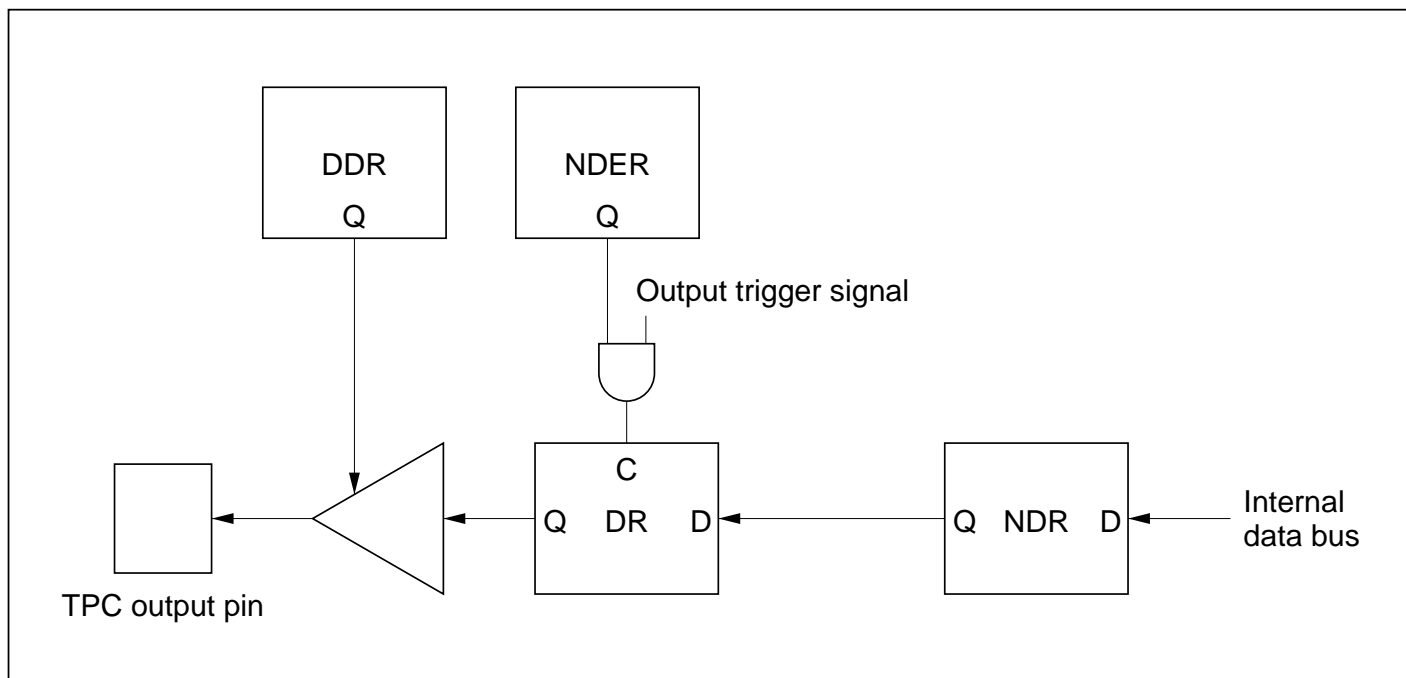 DDR
Q
NDER
Q
Output trigger signal
C
Q DR D
Q NDR D
Internal
data bus
TPC output pin